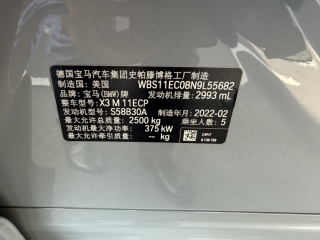 德国宝马汽车集团史帕滕博格工厂制造
制造国: 美国 WBS11EC08N9L55682
品牌: 宝马(BMW)牌 发动机排量: 2993 mL
整车型号: X3 M 11ECP
发动机型号: S58B30A 制造年月: 2022-02
最大允许总质量: 2500 kg 乘坐人数: 5
发动机最大净功率: 375 kW
最大允许牵引质量: -- kg